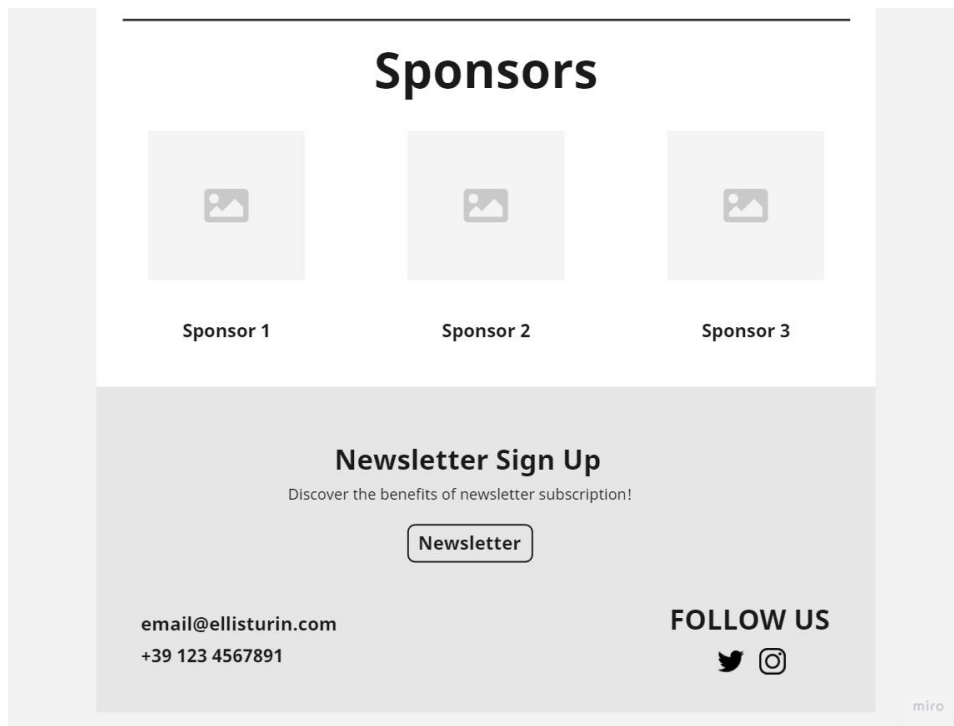 Sponsors
Sponsor 1
Sponsor 2
Sponsor 3
Newsletter Sign Up
Discover the benefits of newsletter subscription!
Newsletter
email@ellisturin.com
+39 123 4567891
FOLLOW US
miro